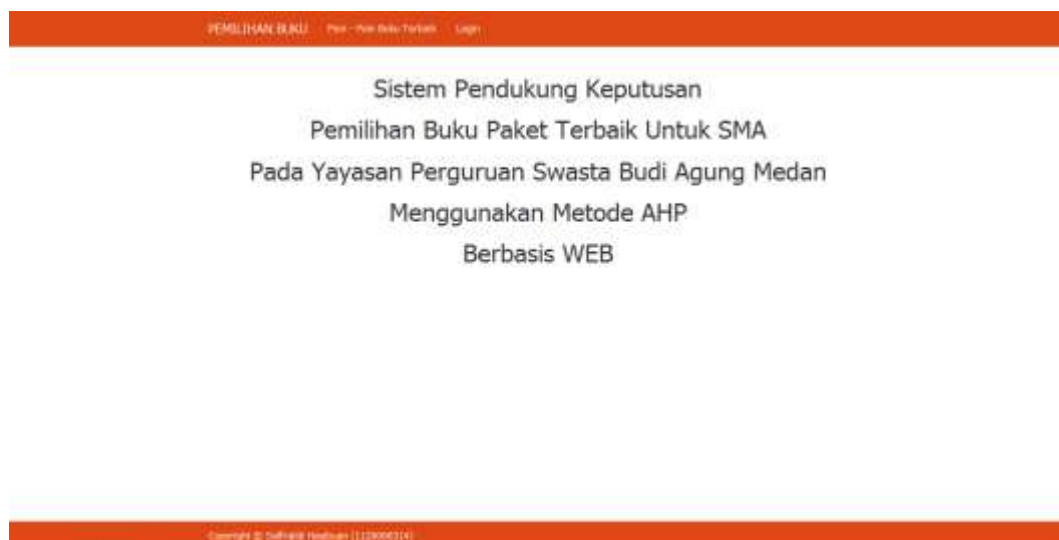 PEMILIHAN BUKU Login
Sistem Pendukung Keputusan
Pemilihan Buku Paket Terbaik Untuk SMA
Pada Yayasan Perguruan Swasta Budi Agung Medan
Menggunakan Metode AHP
Berbasis WEB
Copyright ©